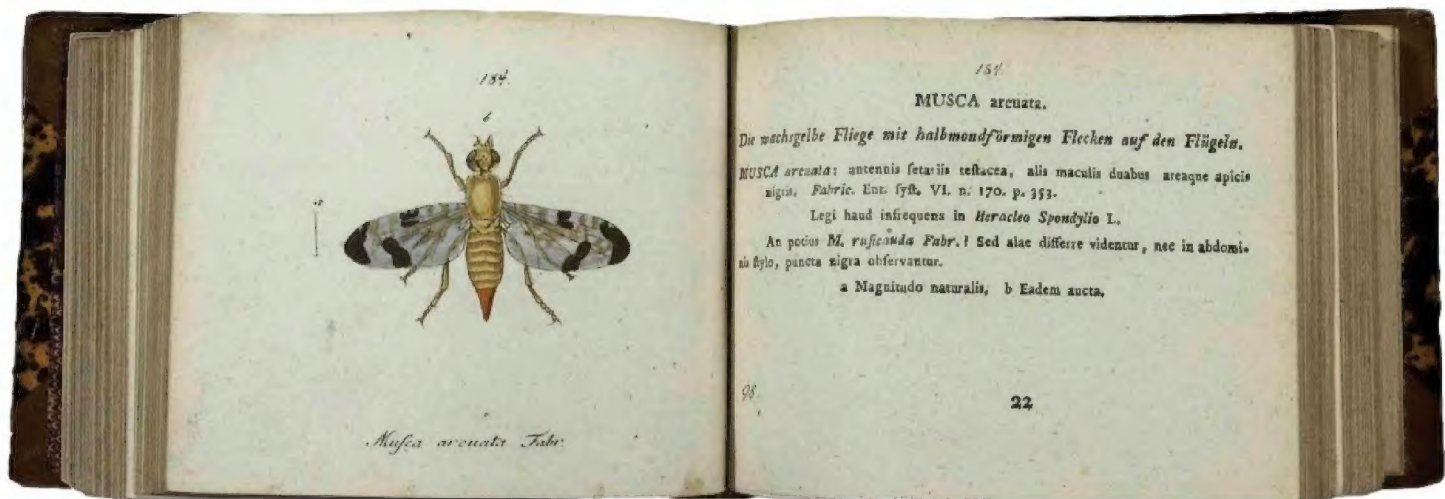 184.
b
a
Musca arcuata Fabr.
184
MUSCA arcuata.
Die wachsgelbe Fliege mit halbmondförmigen Flecken auf den Flügeln.
MUSCA arcuata: antennis ſetariis teſtacea, alis maculis duabus areaque apicis
nigris. Fabric. Ent. ſyſt. VI. n. 170. p. 353.
Legi haud infrequens in Heracleo Spondylio L.
An potius M. ruficauda Fabr.? Sed alae differre videntur, nec in abdomi-
nis ſtylo, puncta nigra obſervantur.
a Magnitudo naturalis, b Eadem aucta.
98.
22